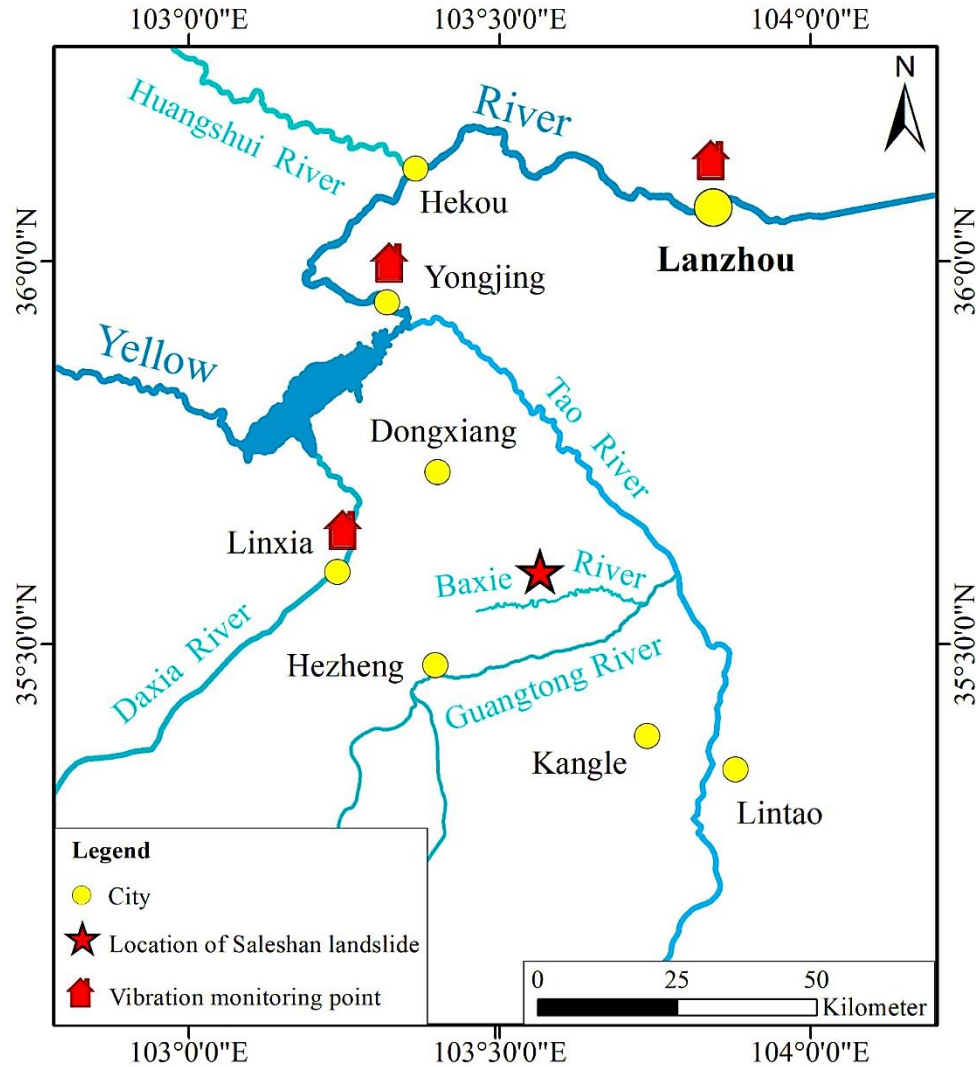 103°0'0"E
103°30'0"E
104°0'0"E
N
River
Huangshui River
Hekou
Lanzhou
36°0'0"N
36°0'0"N
Yongjing
Yellow
Tao River
Dongxiang
Linxia
Baxie River
Daxia River
35°30'0"N
35°30'0"N
Hezheng
Guangtong River
Kangle
Lintao
Legend
City
Location of Saleshan landslide
Vibration monitoring point
0 25 50
Kilometer
103°0'0"E
103°30'0"E
104°0'0"E